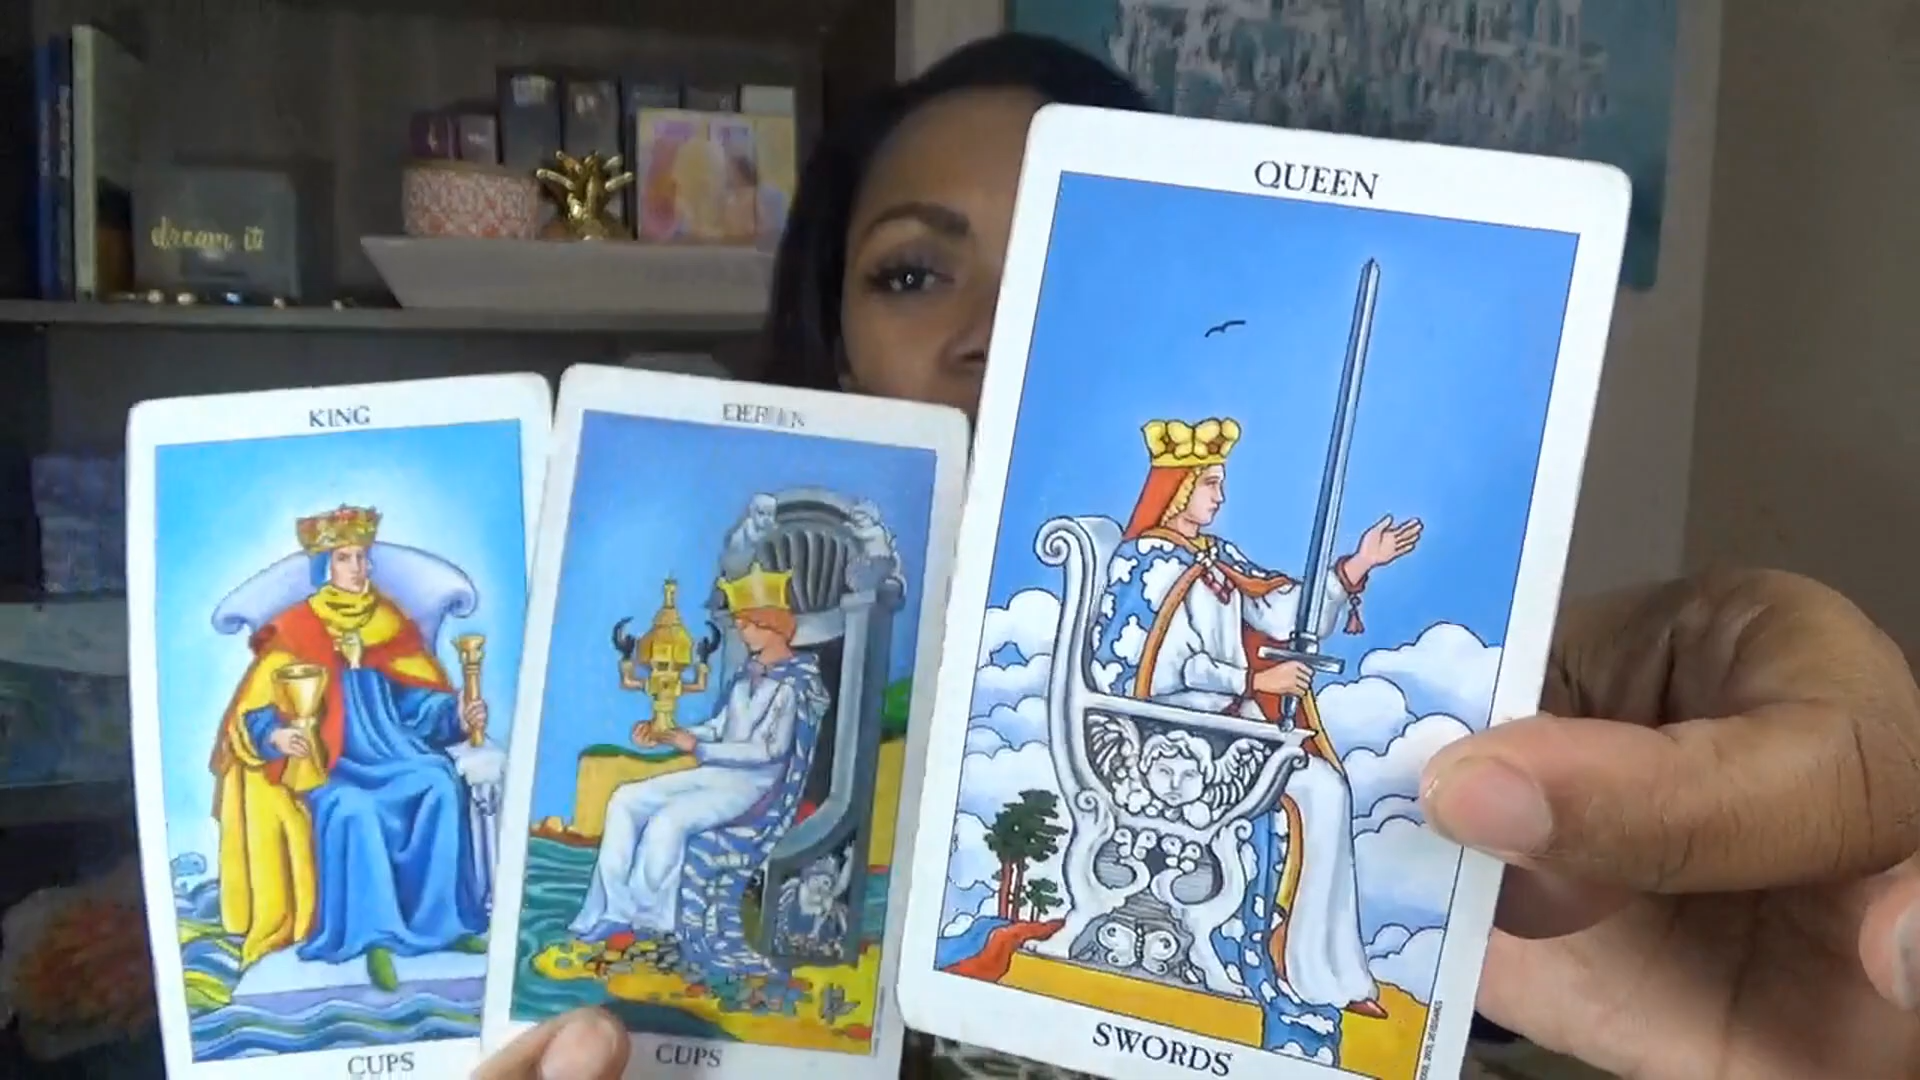 dream it!
KING
CUPS
CUPS
QUEEN
SWORDS